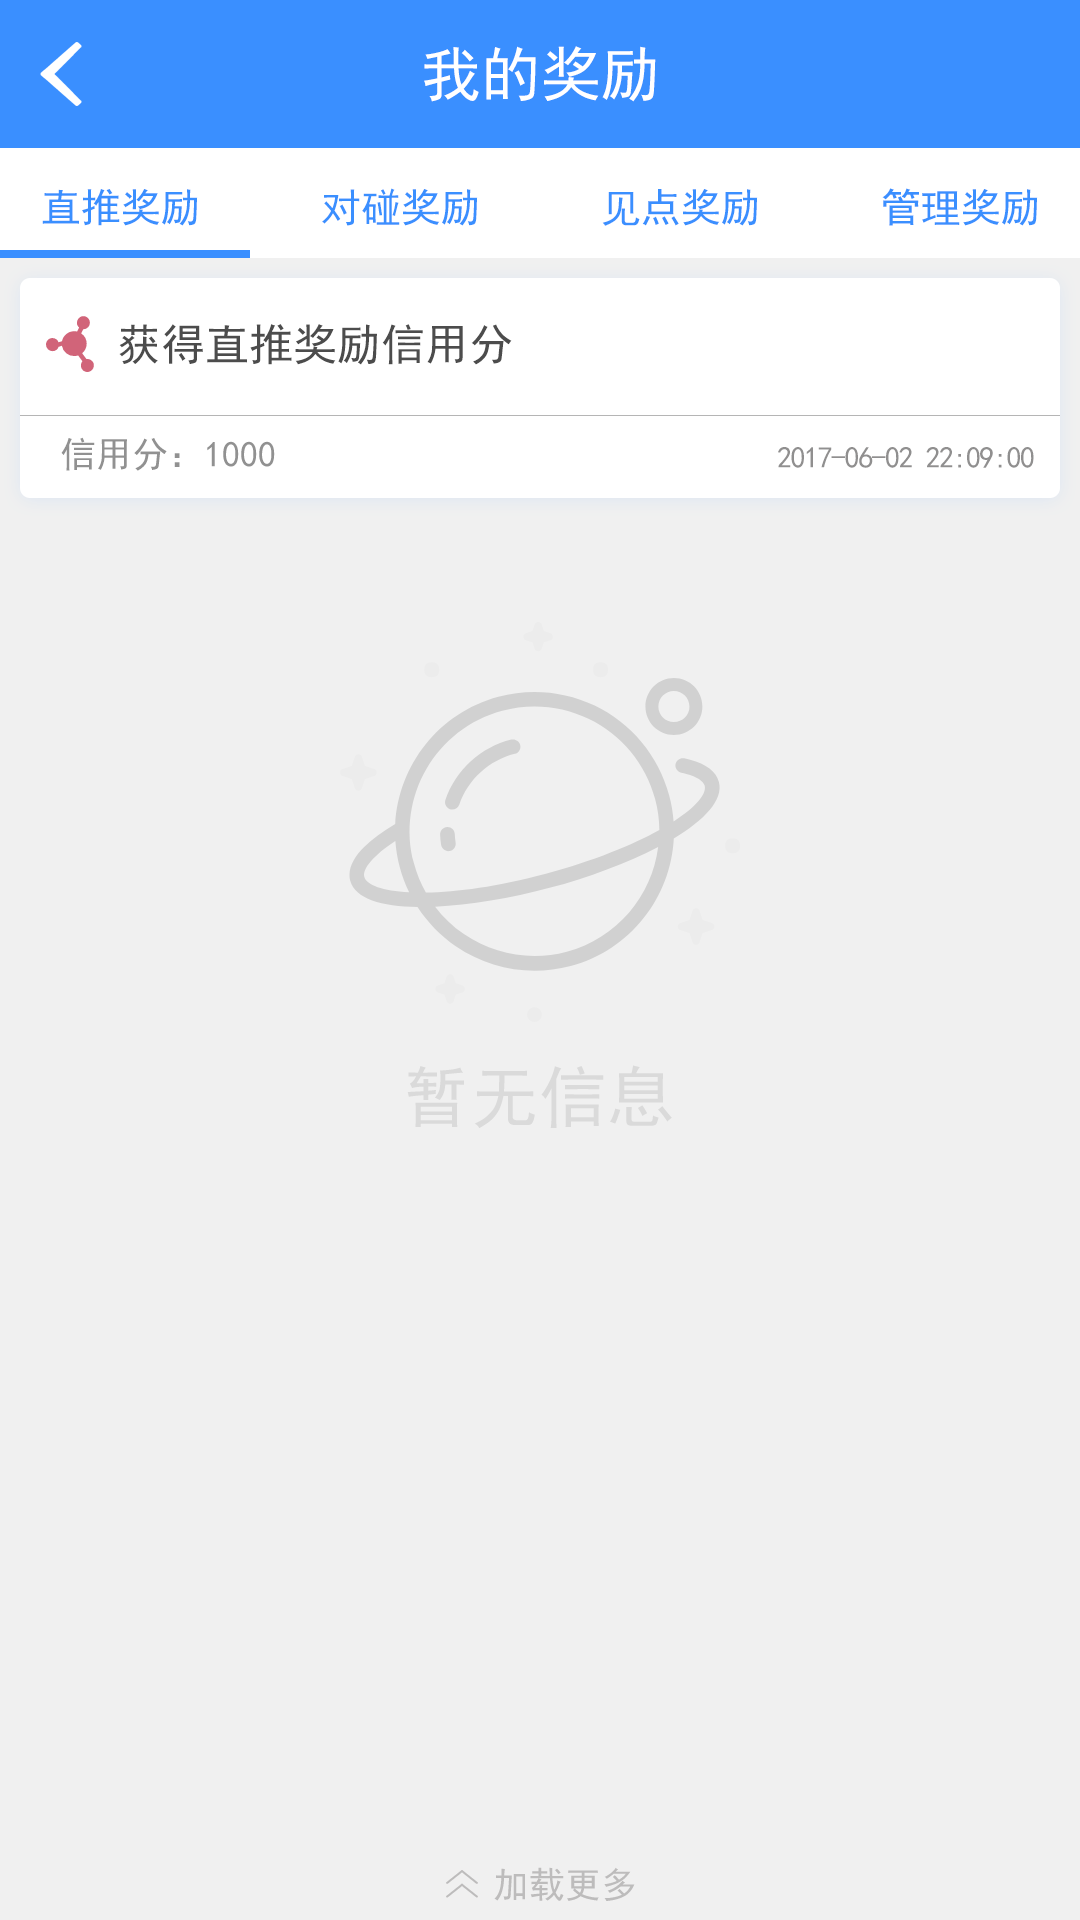 我的奖励
直推奖励 对碰奖励 见点奖励 管理奖励
获得直推奖励信用分
信用分：1000 2017-06-02 22:09:00
暂无信息
加载更多